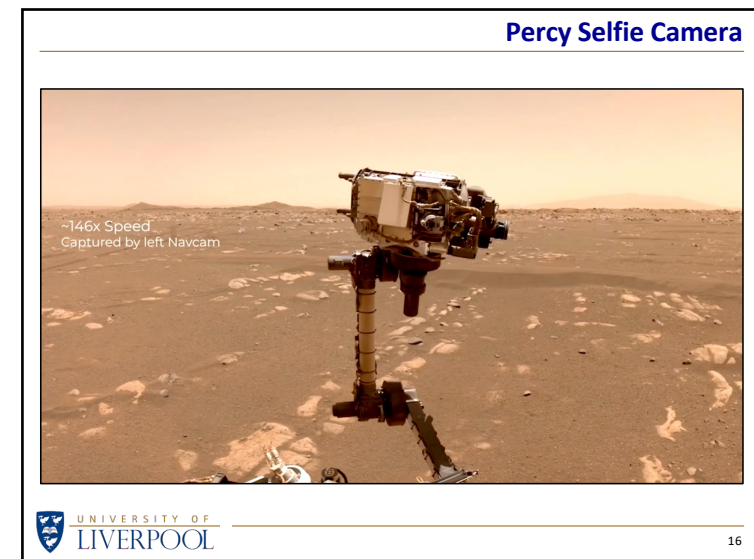 Percy Selfie Camera
~146x Speed
Captured by left Navcam
UNIVERSITY OF
LIVERPOOL
16